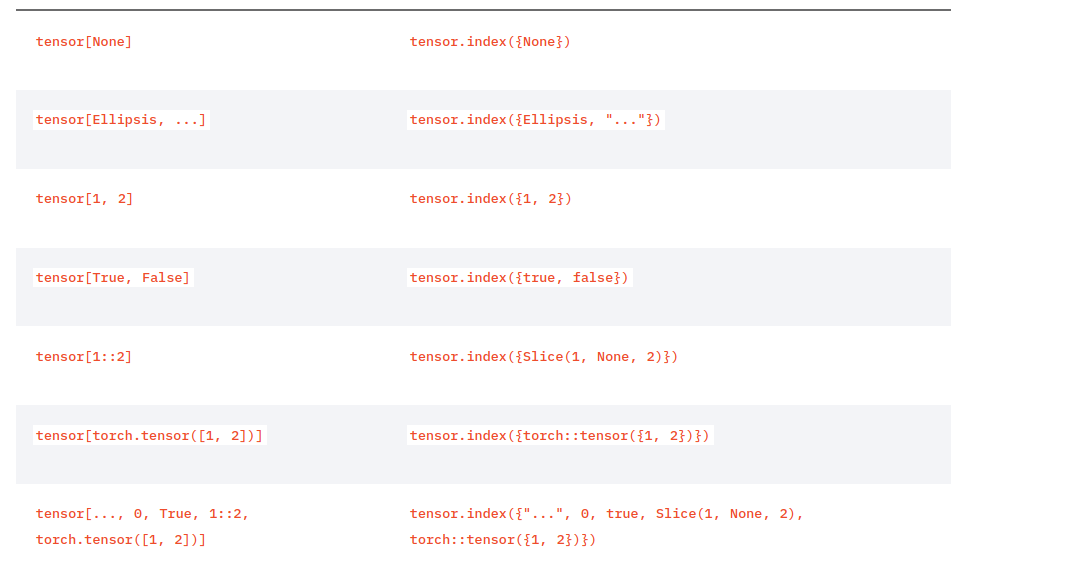 tensor[None] tensor.index({None})
tensor[Ellipsis, ...] tensor.index({Ellipsis, "..."})
tensor[1, 2] tensor.index({1, 2})
tensor[True, False] tensor.index({true, false})
tensor[1::2] tensor.index({Slice(1, None, 2)})
tensor[torch.tensor([1, 2])] tensor.index({torch::tensor({1, 2})})
tensor[..., 0, True, 1::2, tensor.index({"...", 0, true, Slice(1, None, 2),
torch.tensor([1, 2])] torch::tensor({1, 2})})